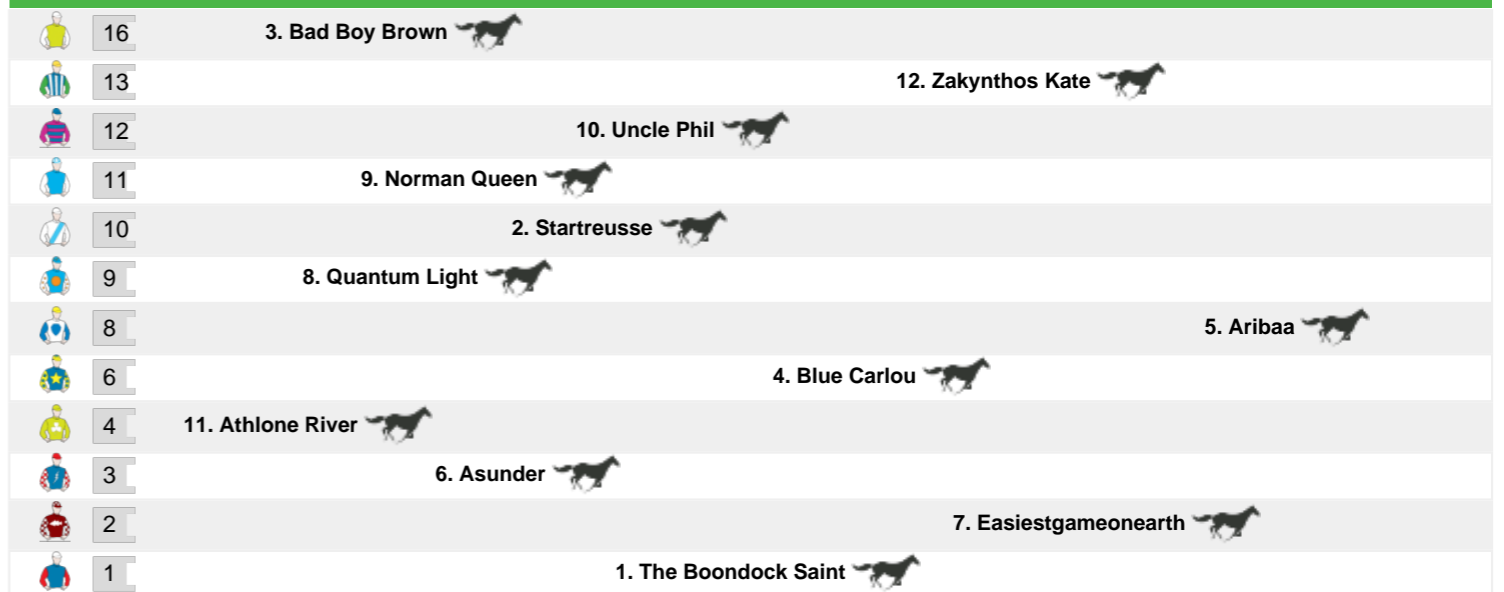 16 3. Bad Boy Brown
13 12. Zakynthos Kate
12 10. Uncle Phil
11 9. Norman Queen
10 2. Startreusse
9 8. Quantum Light
8 5. Aribaa
6 4. Blue Carlou
4 11. Athlone River
3 6. Asunder
2 7. Easiestgameonearth
1 1. The Boondock Saint